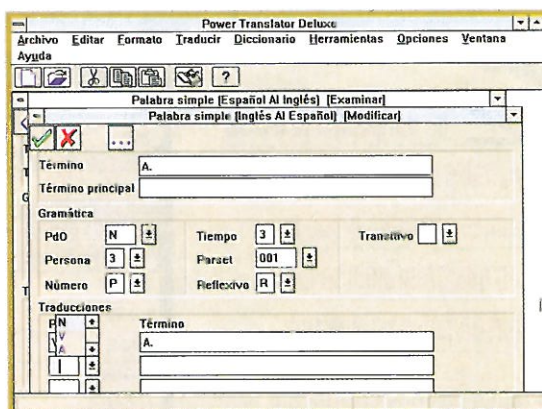 Power Translator Deluxe
Archivo Editar Formato Traducir Diccionario Herramientas Opciones Ventana
Ayuda
?
Palabra simple [Español Al Inglés) [Examinar]
Palabra simple (Inglés Al Español) [Modificar]
...
Término A.
Término principal
Gramática
PdO N Tiempo 3 Transitivo
Persona 3 Parset 001
Número P Reflexivo R
Traducciones
N Término
V A.
A